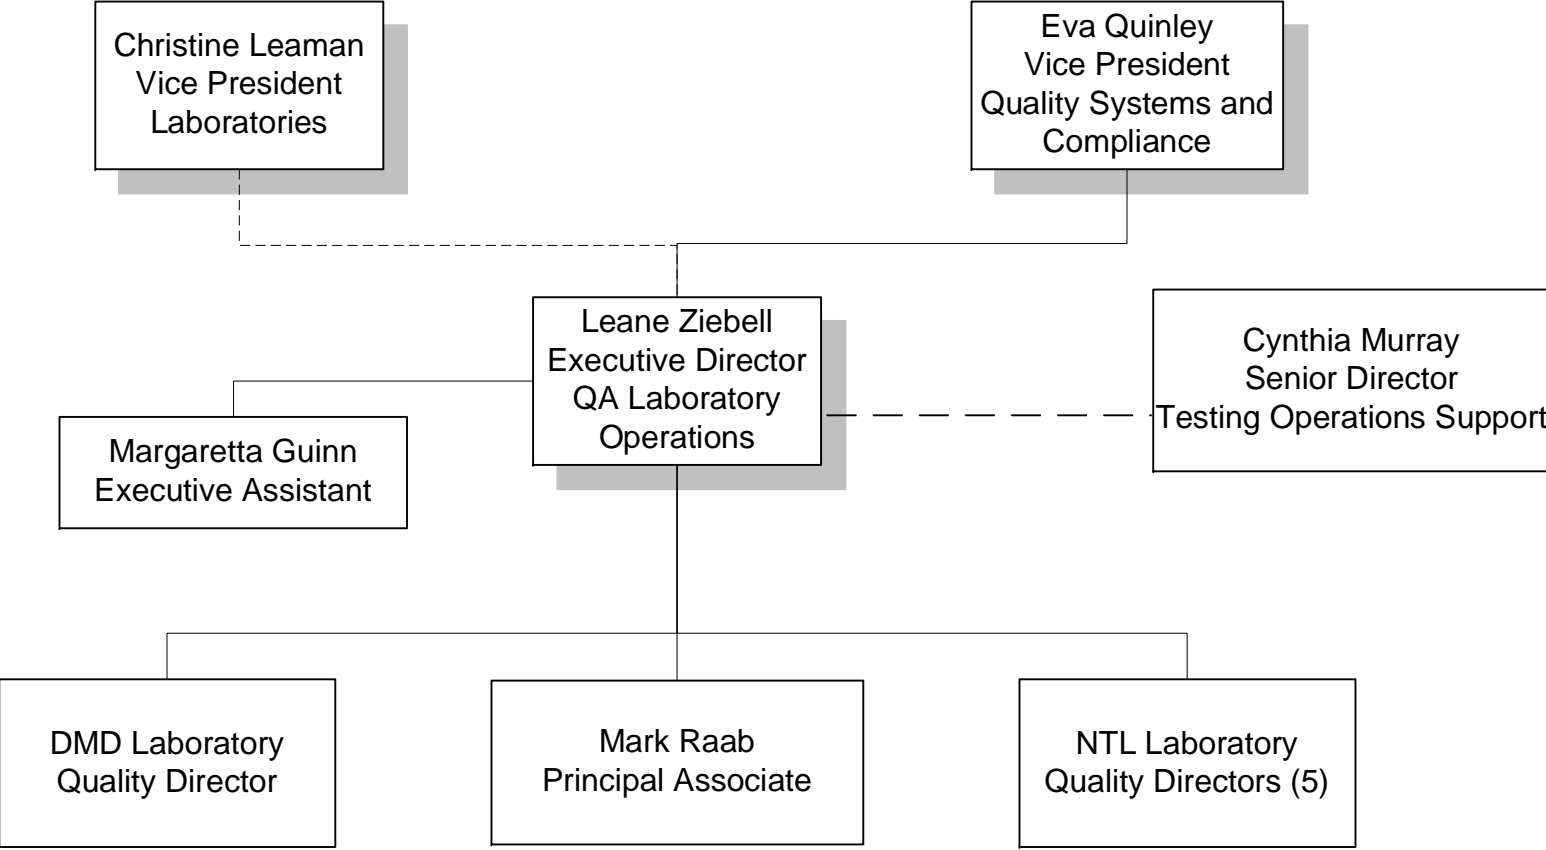 Christine Leaman
Vice President
Laboratories
Eva Quinley
Vice President
Quality Systems and
Compliance
Leane Ziebell
Executive Director
QA Laboratory
Operations
Cynthia Murray
Senior Director
Testing Operations Support
Margaretta Guinn
Executive Assistant
DMD Laboratory
Quality Director
Mark Raab
Principal Associate
NTL Laboratory
Quality Directors (5)